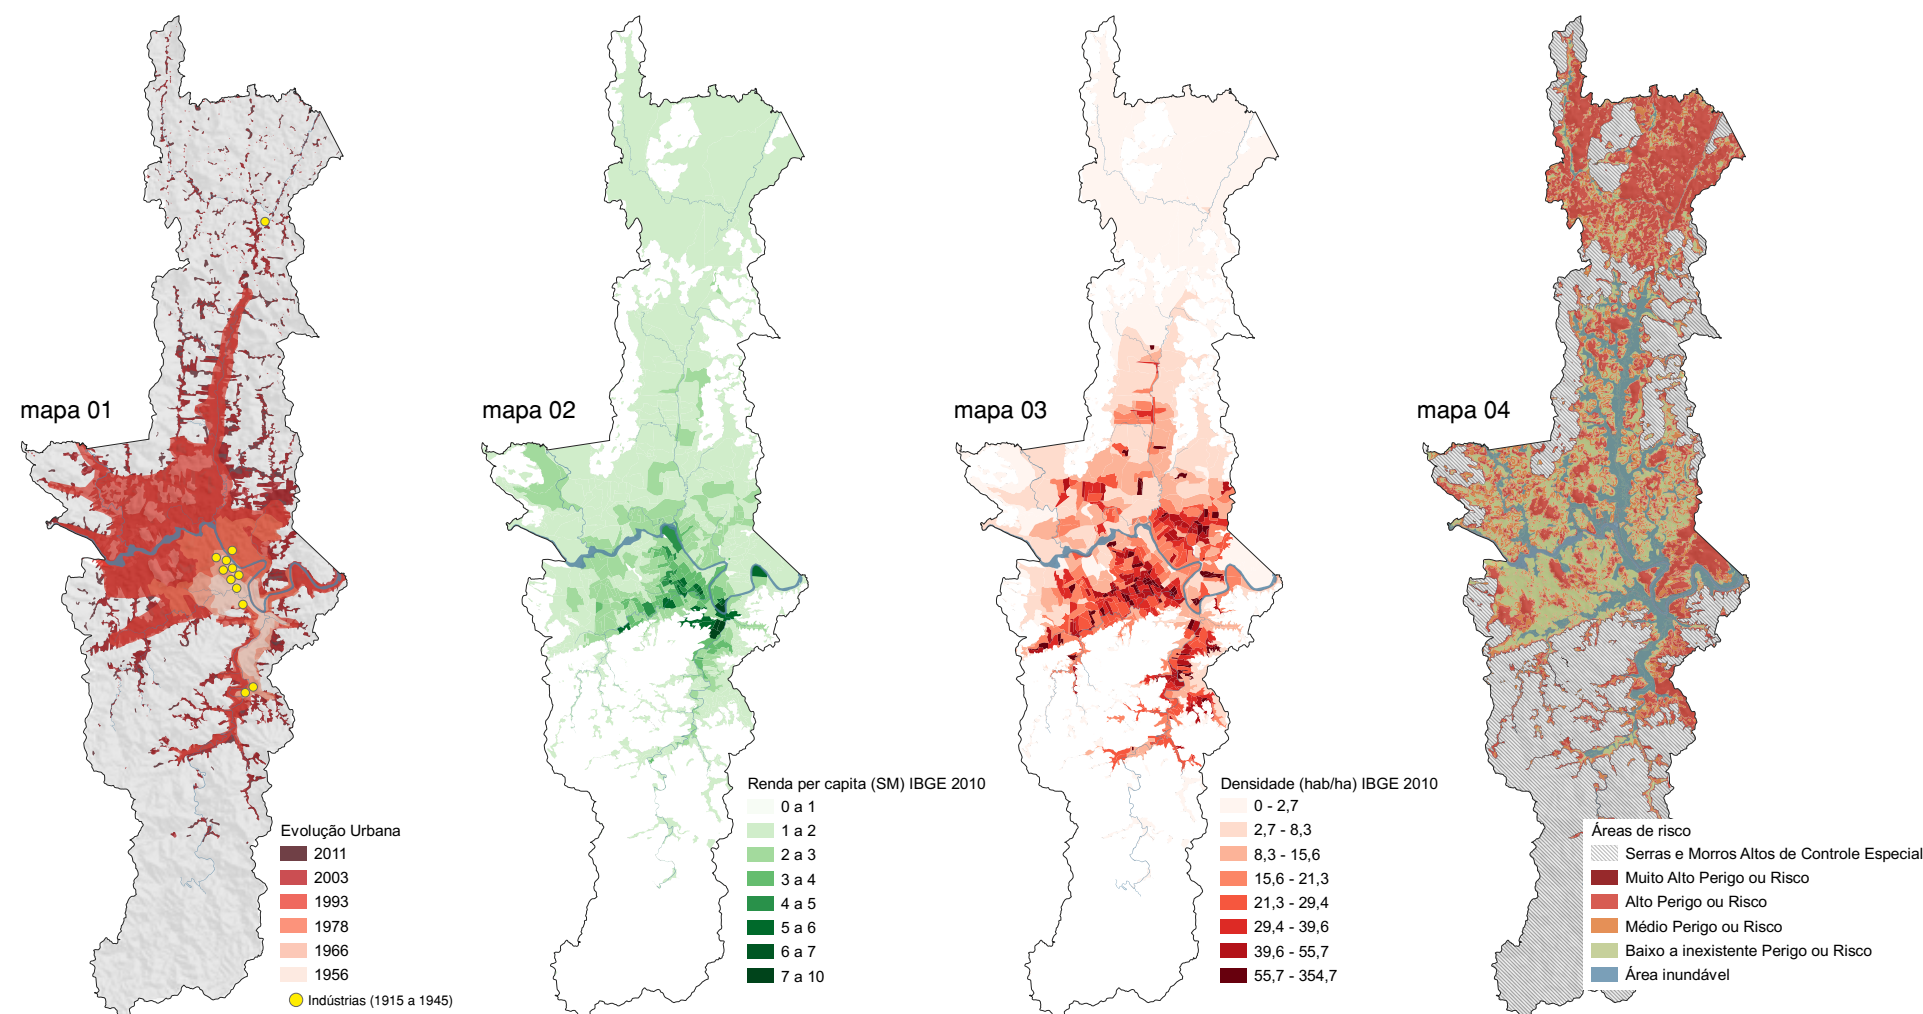 mapa 01
mapa 02
mapa 03
mapa 04
Evolução Urbana
2011
2003
1993
1978
1966
1956
Indústrias (1915 a 1945)
Renda per capita (SM) IBGE 2010
0 a 1
1 a 2
2 a 3
3 a 4
4 a 5
5 a 6
6 a 7
7 a 10
Densidade (hab/ha) IBGE 2010
0 - 2,7
2,7 - 8,3
8,3 - 15,6
15,6 - 21,3
21,3 - 29,4
29,4 - 39,6
39,6 - 55,7
55,7 - 354,7
Áreas de risco
Serras e Morros Altos de Controle Especial
Muito Alto Perigo ou Risco
Alto Perigo ou Risco
Médio Perigo ou Risco
Baixo a inexistente Perigo ou Risco
Área inundável